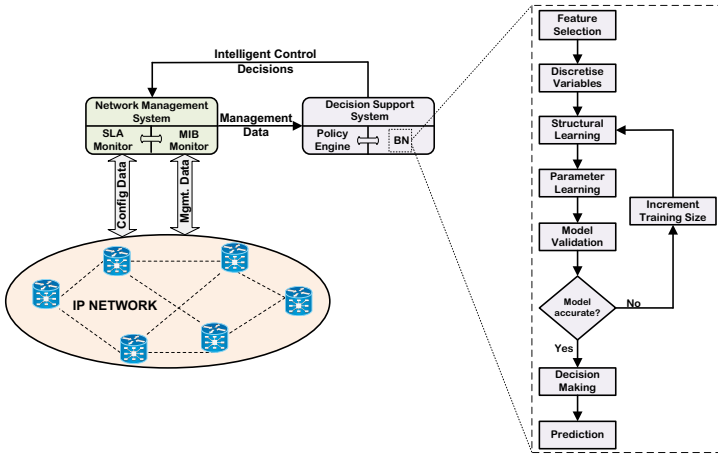 Intelligent Control
Decisions
Network Management
System
SLA
Monitor
MIB
Monitor
Management
Data
Decision Support
System
Policy
Engine
BN
Config Data
Mgmt. Data
IP NETWORK
Feature
Selection
Discretise
Variables
Structural
Learning
Parameter
Learning
Increment
Training Size
Model
Validation
Model
accurate?
No
Yes
Decision
Making
Prediction